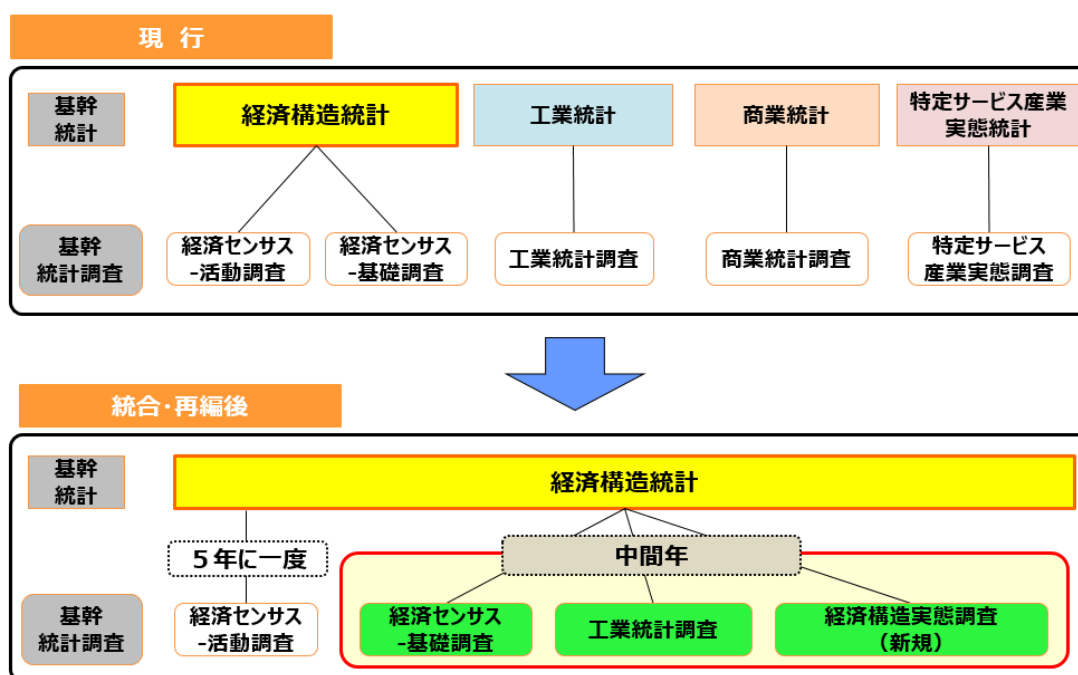 現 行
基幹
統計
経済構造統計
工業統計
商業統計
特定サービス産業
実態統計
基幹
統計調査
経済センサス
-活動調査
経済センサス
-基礎調査
工業統計調査
商業統計調査
特定サービス
産業実態調査
統合・再編後
基幹
統計
経済構造統計
５年に一度
中間年
基幹
統計調査
経済センサス
-活動調査
経済センサス
-基礎調査
工業統計調査
経済構造実態調査
（新規）